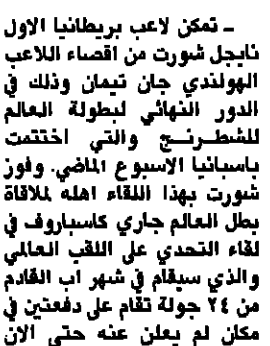 ـ تمكن لاعب بريطانيا الاول
نايجل شورت من اقصاء اللاعب
الهولندي جان تيمان وذلك في
الدور النهائي لبطولة العالم
للشطرنج والتي اختتمت
باسبانيا الاسبوع الماضي. وفوز
شورت بهذا اللقاء اهله لملاقاة
بطل العالم جاري كاسباروف في
لقاء التحدي على اللقب العالمي
والذي سيقام في شهر اب القادم
من ٢٤ جولة تقام على دفعتين في
مكان لم يعلن عنه حتى الان